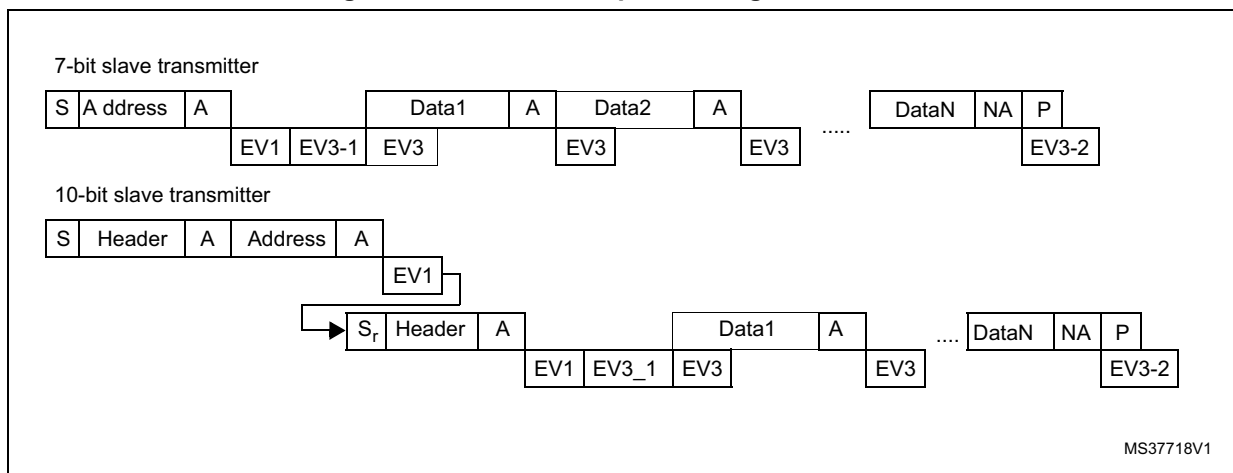 7-bit slave transmitter
S A ddress A Data1 A Data2 A ..... DataN NA P
EV1 EV3-1 EV3 EV3 EV3 EV3-2
10-bit slave transmitter
S Header A Address A
EV1
Sr Header A Data1 A .... DataN NA P
EV1 EV3_1 EV3 EV3 EV3-2
MS37718V1